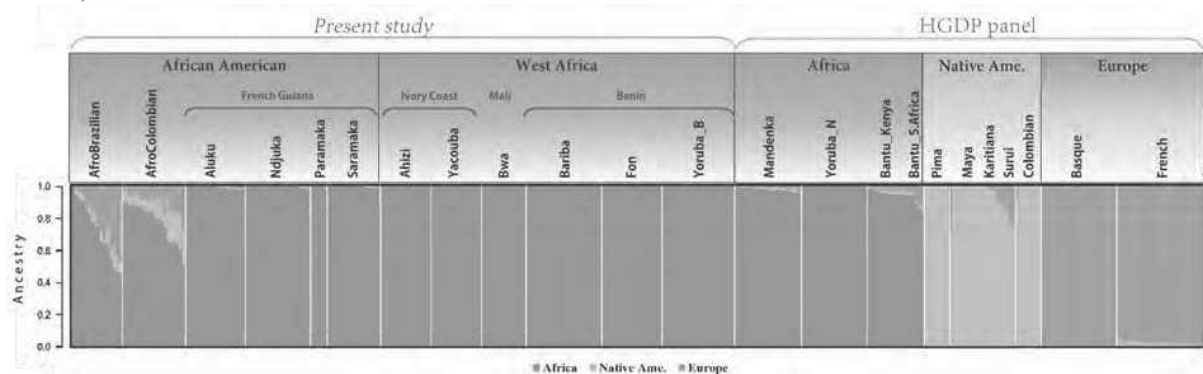 Present study HGDP panel
African American West Africa Africa Native Ame. Europe
French Guiana Ivory Coast Mali Benin
AfroBrazilian AfroColombian Aluku Ndjuka Paramaka Saramaka Ahizi Yacouba Bwa Bariba Fon Yoruba_B Mandenka Yoruba_N Bantu_Kenya Bantu_S.Africa Pima Maya Karitiana Surui Colombian Basque French
1.0
0.8
0.6
0.4
0.2
0.0
Ancestry
Africa Native Ame. Europe